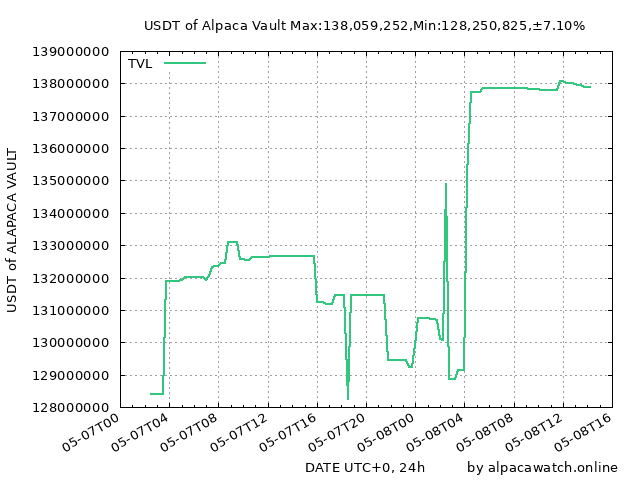 USDT of Alpaca Vault Max:138,059,252,Min:128,250,825,±7.10%
TVL
139000000
138000000
137000000
136000000
135000000
134000000
133000000
132000000
131000000
130000000
129000000
128000000
USDT of ALAPACA VAULT
05-07T00
05-07T04
05-07T08
05-07T12
05-07T16
05-07T20
05-08T00
05-08T04
05-08T08
05-08T12
05-08T16
DATE UTC+0, 24h
by alpacawatch.online